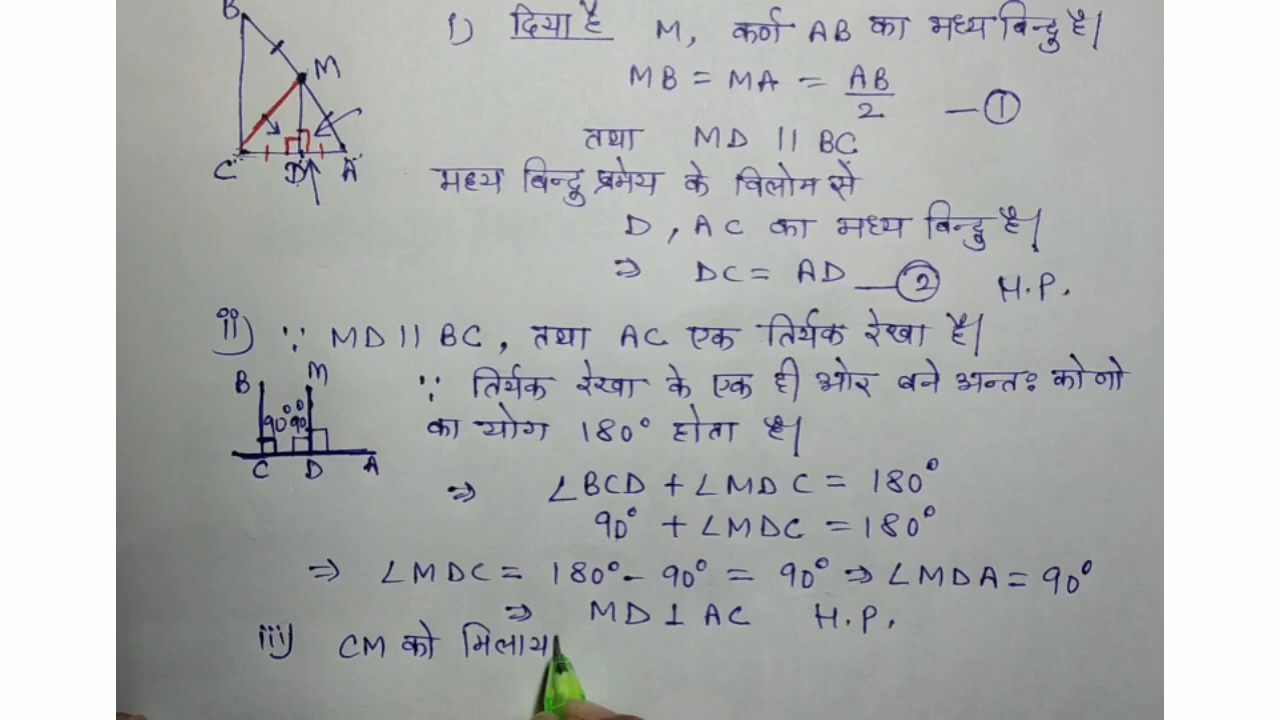 B
M
C D A
i) दिया है M, कर्ण AB का मध्य बिन्दु है।
MB = MA = AB/2 —①
तथा MD || BC
मध्य बिन्दु प्रमेय के विलोम से
D, AC का मध्य बिन्दु है।
⇒ DC = AD —② H.P.
ii) ∵ MD || BC, तथा AC एक तिर्यक रेखा है।
B M
90° 90°
C D A
∵ तिर्यक रेखा के एक ही ओर बने अन्तः कोणो
का योग 180° होता है।
⇒ ∠BCD + ∠MDC = 180°
90° + ∠MDC = 180°
⇒ ∠MDC = 180° - 90° = 90° ⇒ ∠MDA = 90°
⇒ MD ⊥ AC H.P.
iii) CM को मिलाय